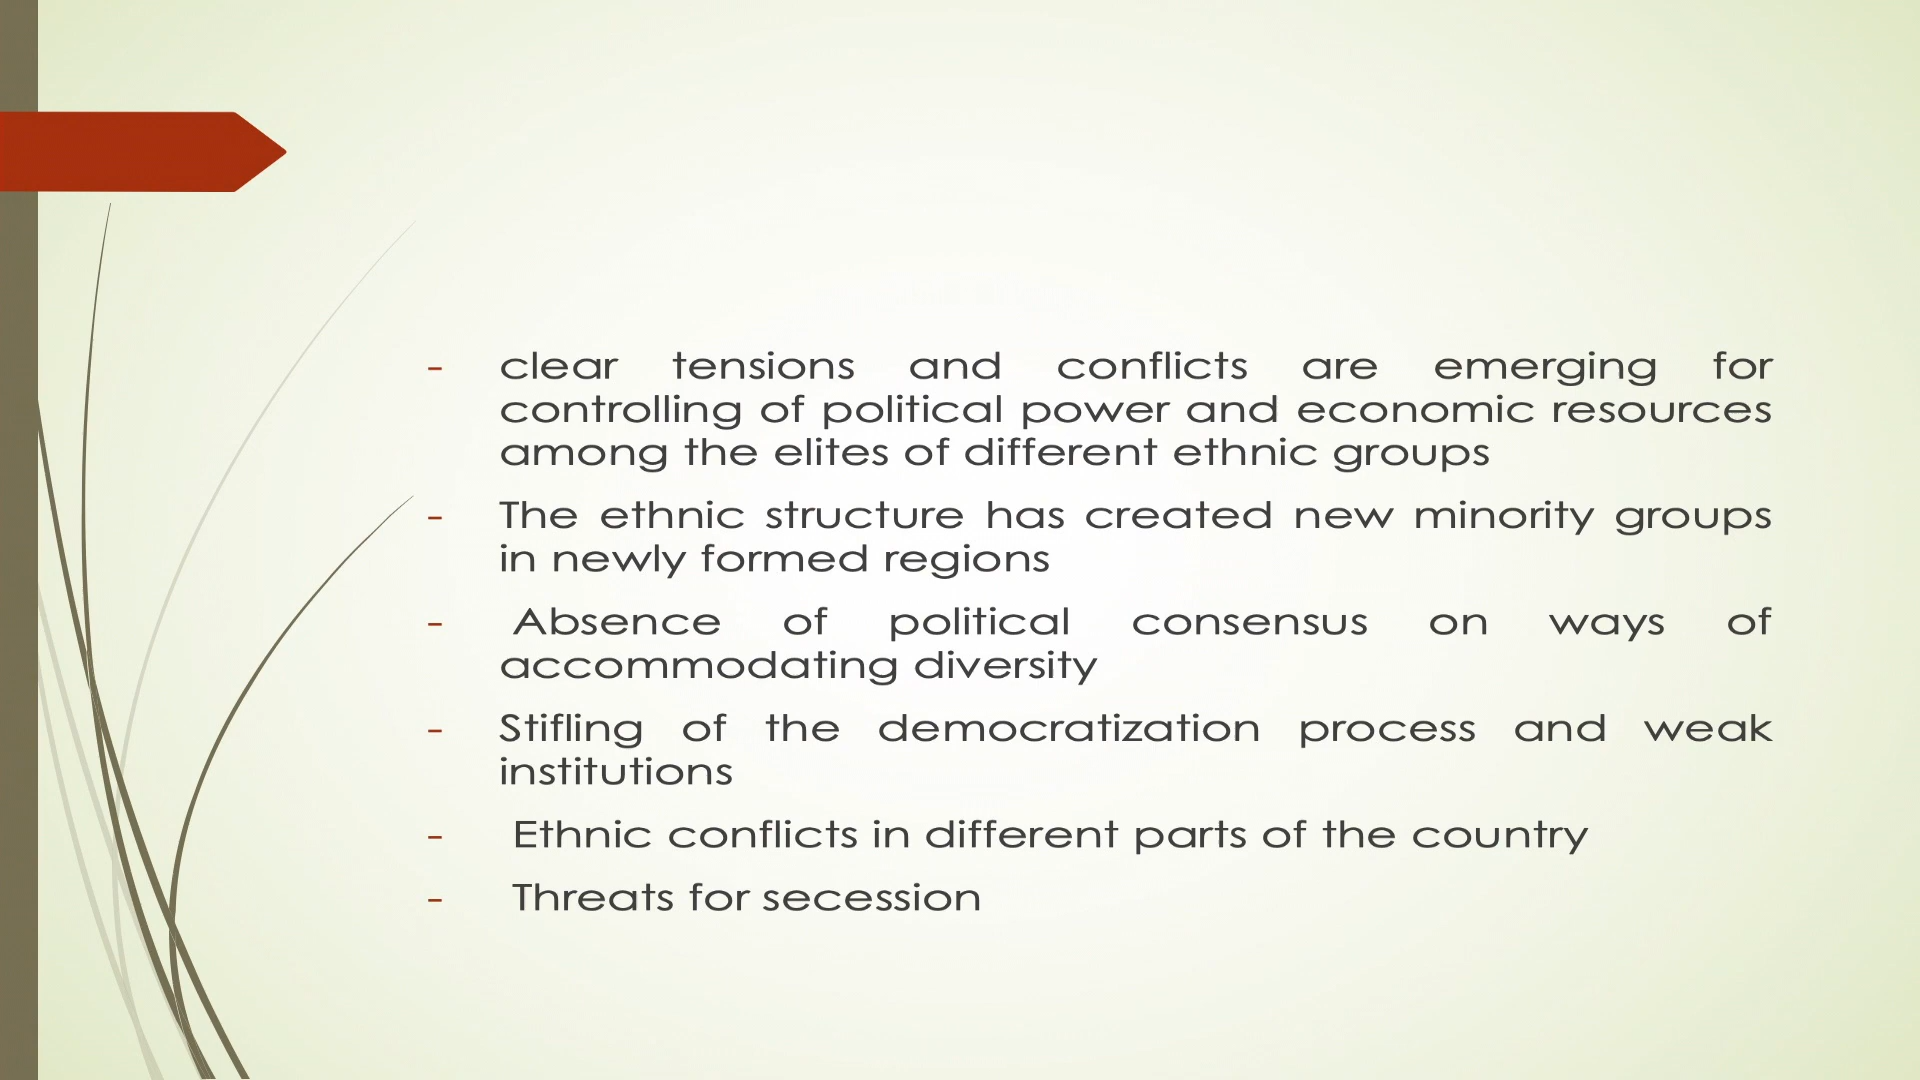 - clear tensions and conflicts are emerging for
controlling of political power and economic resources
among the elites of different ethnic groups
- The ethnic structure has created new minority groups
in newly formed regions
- Absence of political consensus on ways of
accommodating diversity
- Stifling of the democratization process and weak
institutions
- Ethnic conflicts in different parts of the country
- Threats for secession